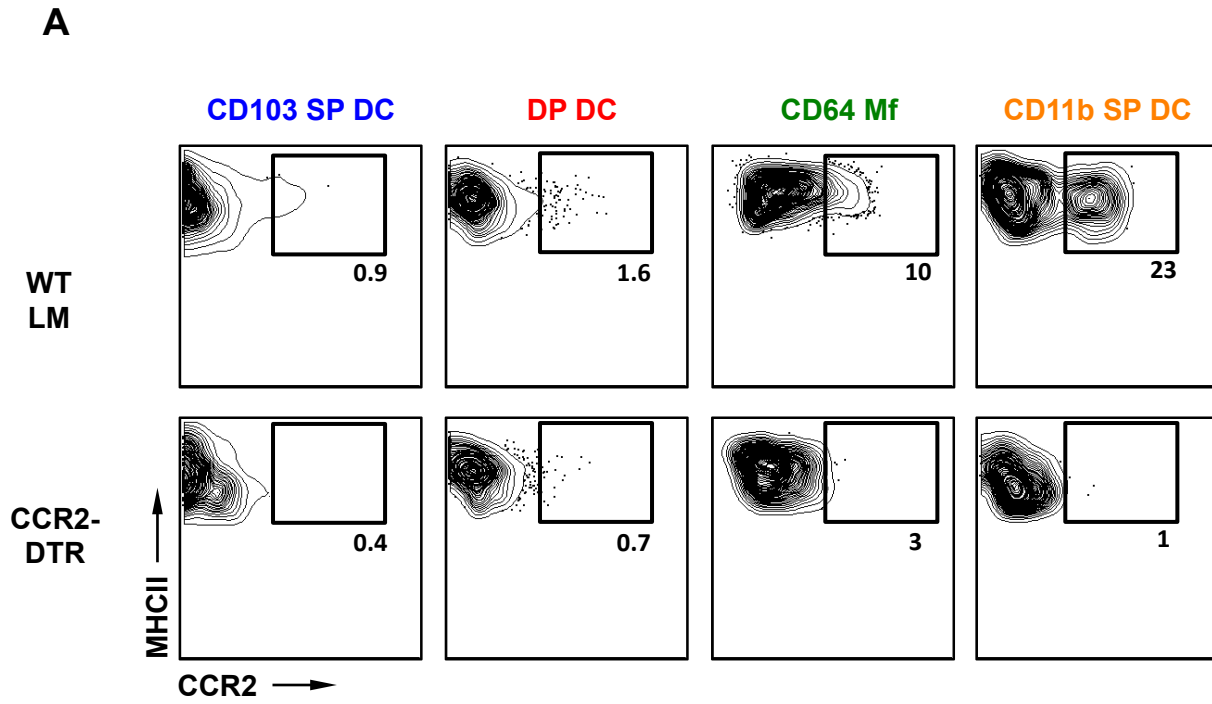 A
CD103 SP DC
DP DC
CD64 Mf
CD11b SP DC
WT
LM
0.9
1.6
10
23
CCR2-
DTR
0.4
0.7
3
1
MHCII
CCR2